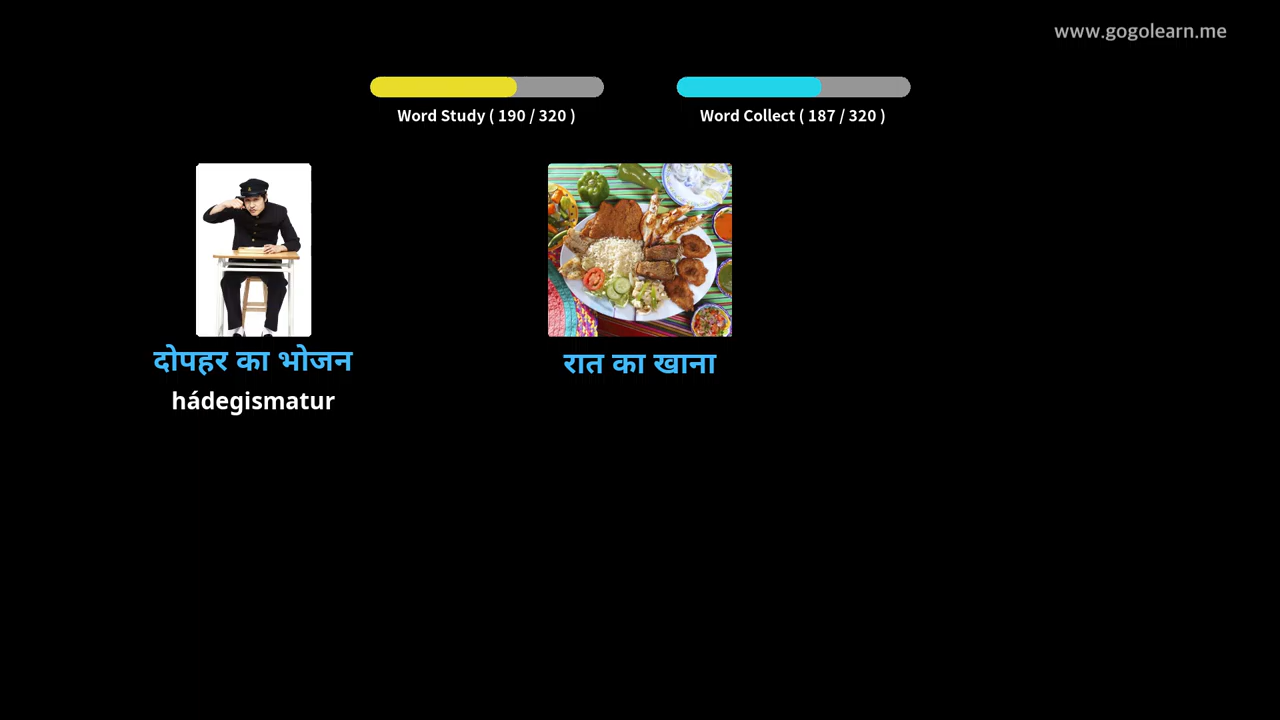 www.gogolearn.me
Word Study ( 190 / 320 )
Word Collect ( 187 / 320 )
दोपहर का भोजन
रात का खाना
hádegismatur